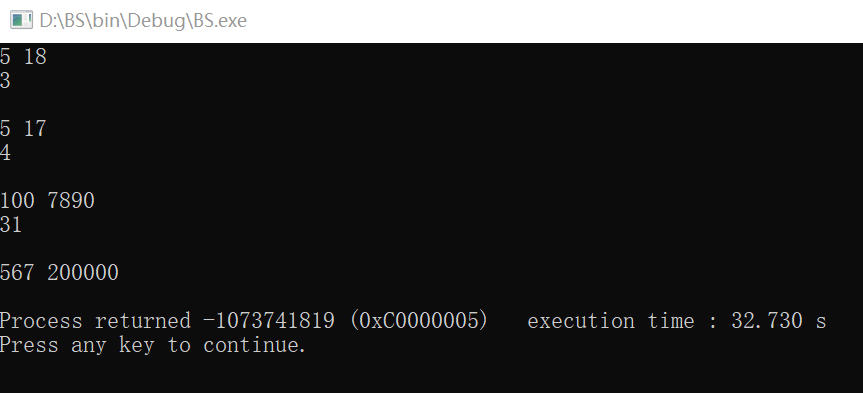 D:\BS\bin\Debug\BS.exe
5 18
3
5 17
4
100 7890
31
567 200000
Process returned -1073741819 (0xC0000005)   execution time : 32.730 s
Press any key to continue.